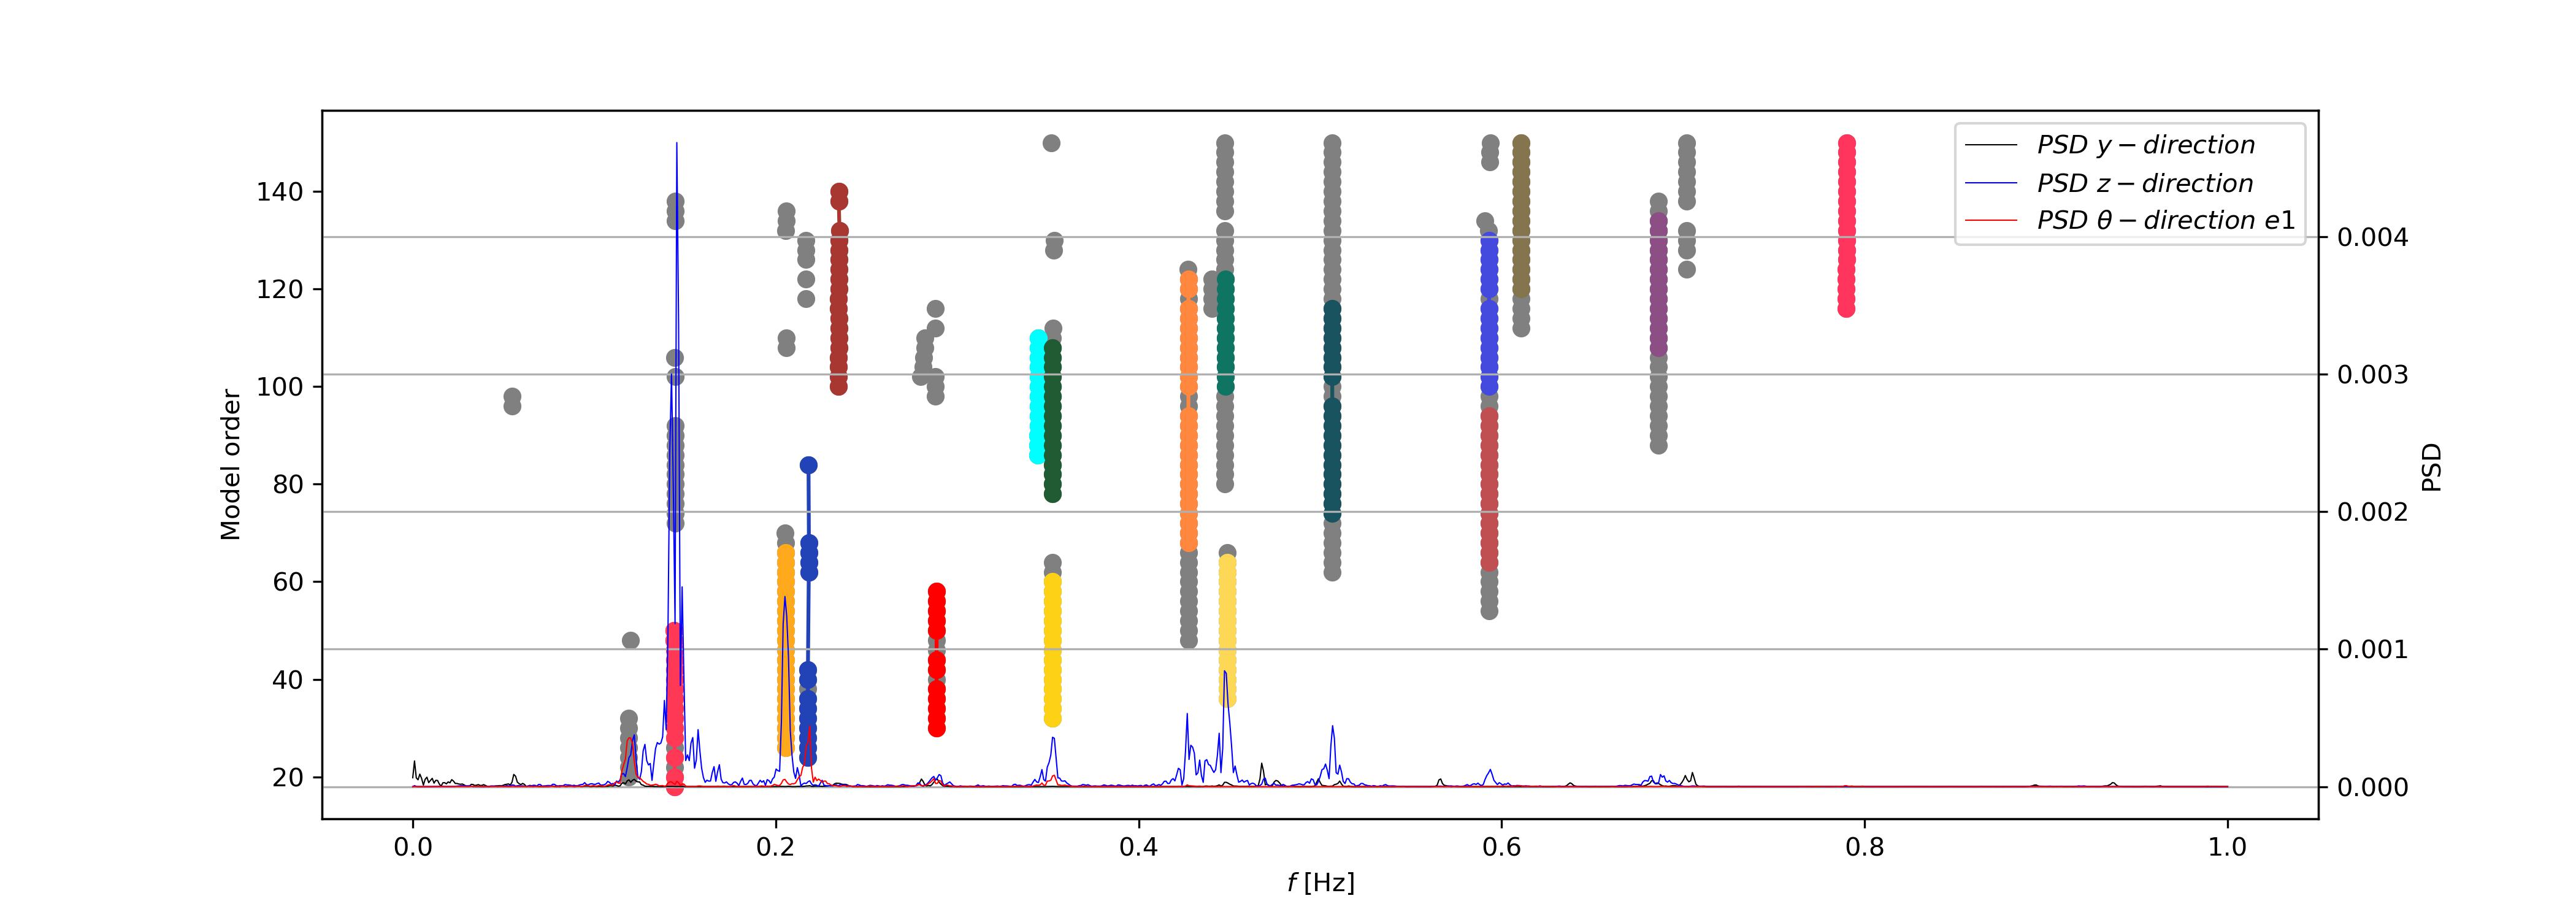 PSD y − direction
PSD z − direction
PSD θ − direction e1
140
120
100
80
60
40
20
Model order
0.004
0.003
0.002
0.001
0.000
PSD
0.0 0.2 0.4 0.6 0.8 1.0
f [Hz]